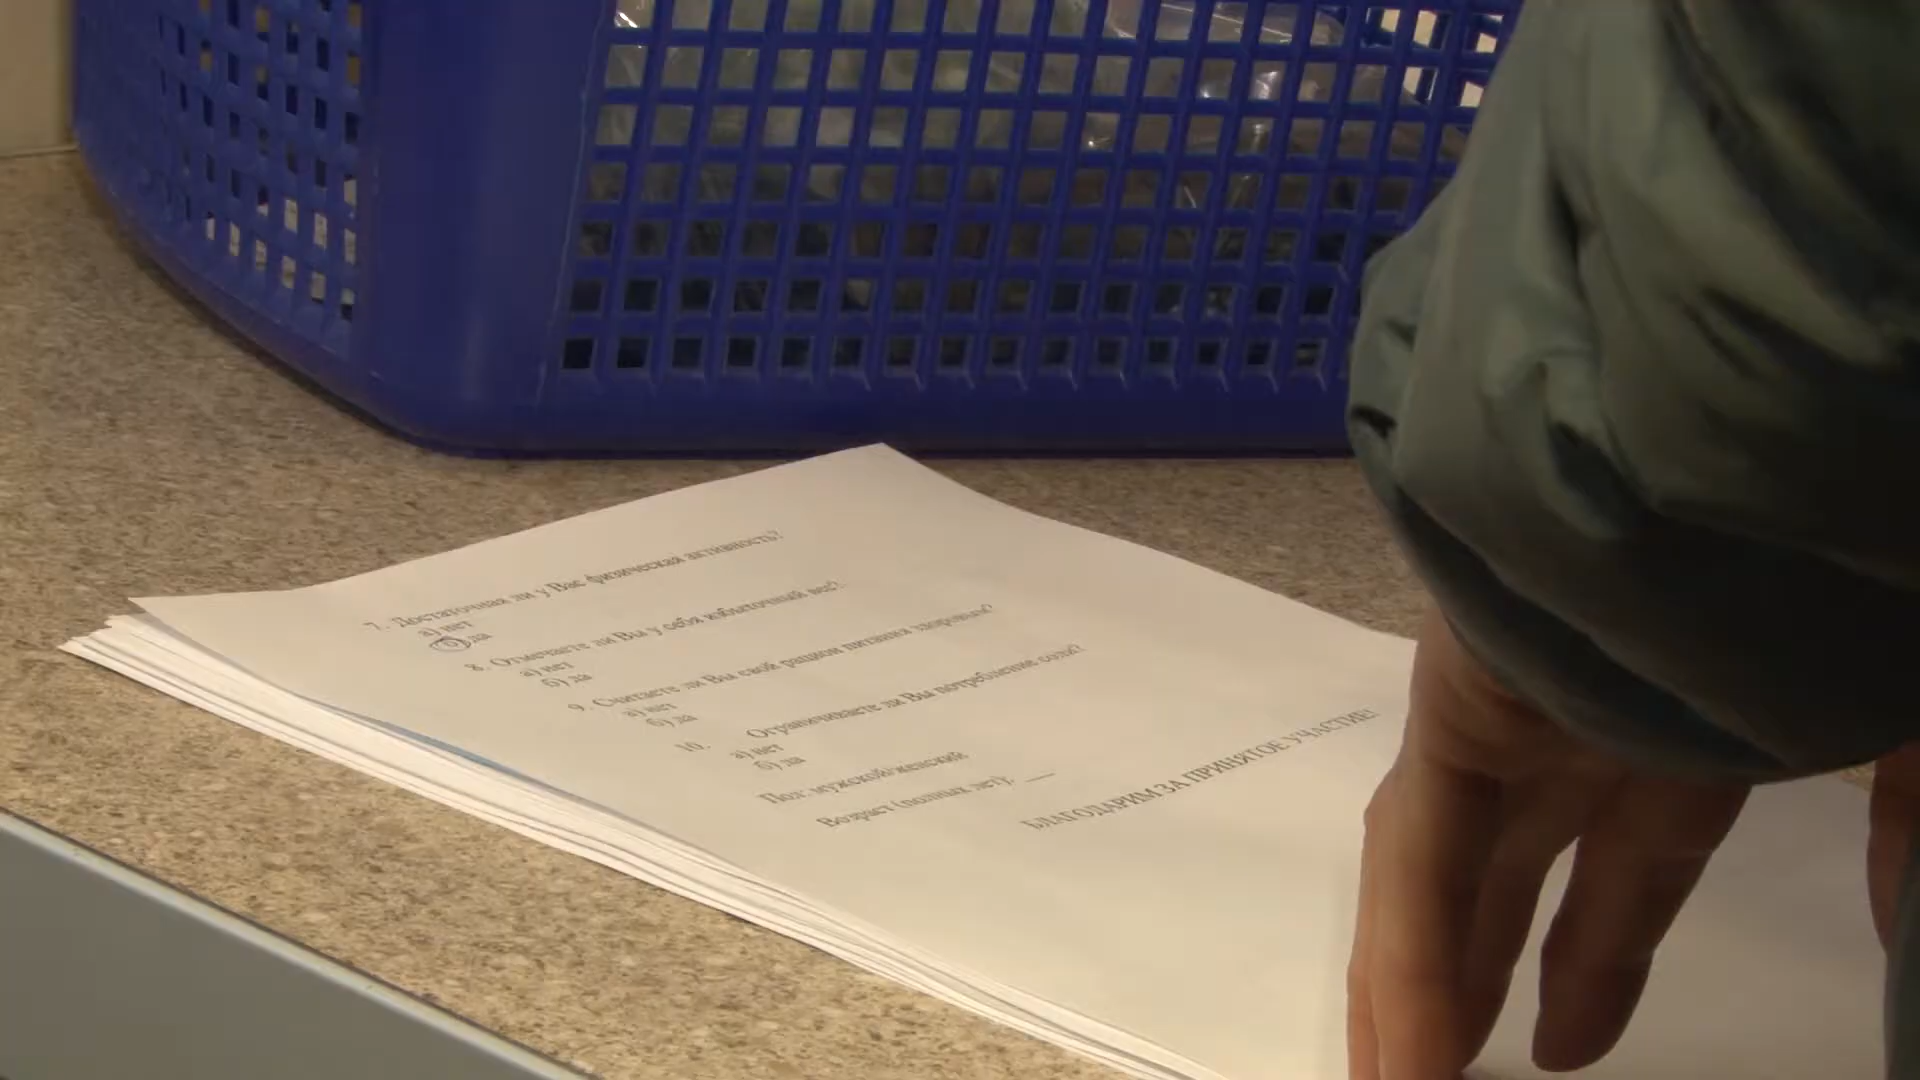 7. Достаточная ли у Вас физическая активность?
а) нет
б) да
8. Отмечаете ли Вы у себя избыточный вес?
а) нет
б) да
9. Считаете ли Вы свой рацион питания здоровым?
а) нет
б) да
10. Ограничиваете ли Вы потребление соли?
а) нет
б) да
Пол: мужской/женский
Возраст (полных лет): ___
БЛАГОДАРИМ ЗА ПРИНЯТОЕ УЧАСТИЕ!